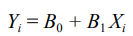 Yᵢ = B₀ + B₁Xᵢ